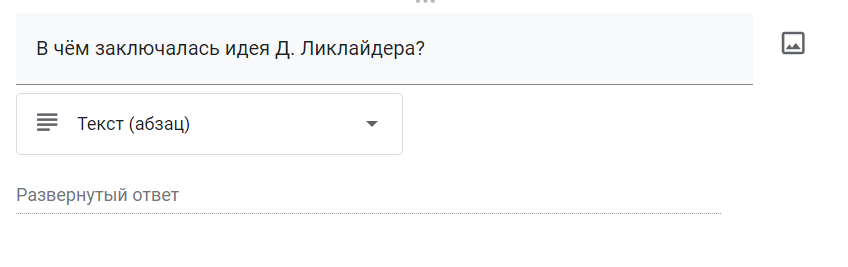 В чём заключалась идея Д. Ликлайдера?
Текст (абзац)
Развернутый ответ